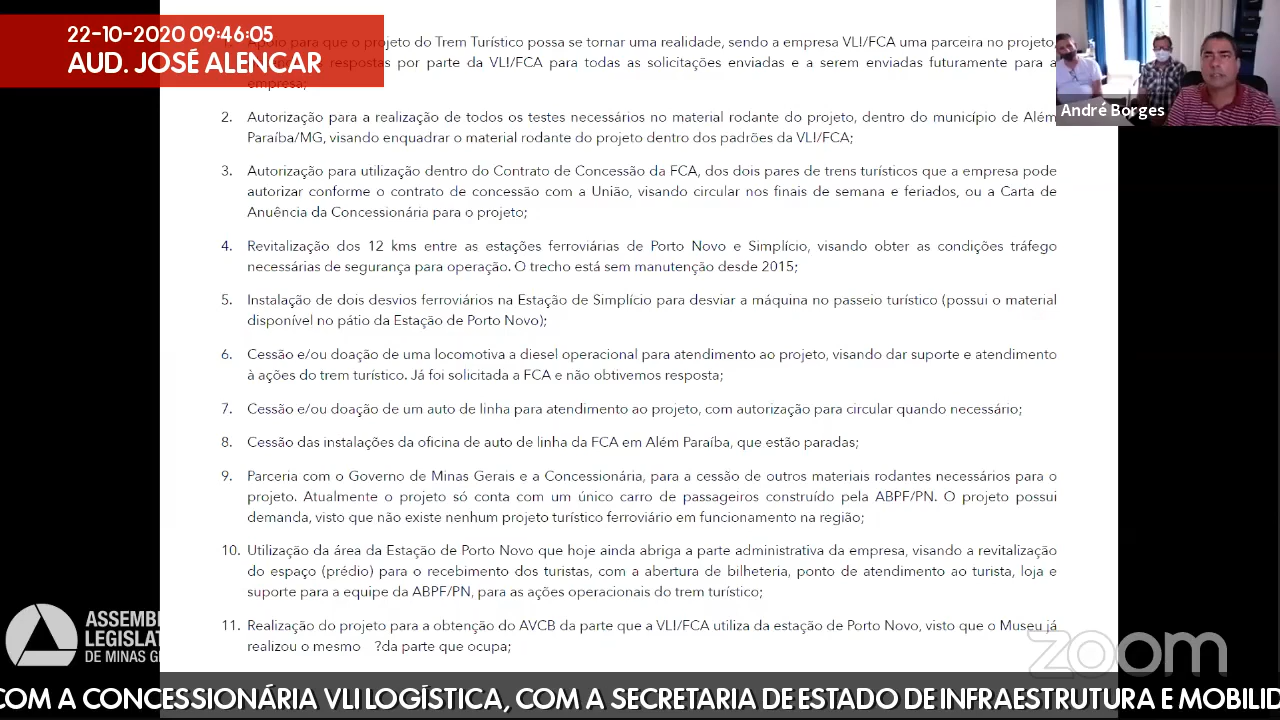 22-10-2020 09:46:05
AUD. JOSÉ ALENCAR
1. Apoio para que o projeto do Trem Turístico possa se tornar uma realidade, sendo a empresa VLI/FCA uma parceira no projeto,
respostas por parte da VLI/FCA para todas as solicitações enviadas e a serem enviadas futuramente para a
empresa;
2. Autorização para realização de todos os testes necessários no material rodante do projeto, dentro do município de Além
Paraíba/MG, visando enquadrar o material rodante do projeto dentro dos padrões da VLI/FCA;
3. Autorização para utilização dentro do Contrato de Concessão da FCA, dos dois pares de trens turísticos que a empresa pode
autorizar conforme o contrato de concessão com a União, visando circular nos finais de semana e feriados, ou a Carta de
Anuência da Concessionária para o projeto;
4. Revitalização dos 12 kms entre as estações ferroviárias de Porto Novo e Simplício, visando obter as condições tráfego
necessárias de segurança para operação. O trecho está sem manutenção desde 2015;
5. Instalação de dois desvios ferroviários na Estação de Simplício para desviar a máquina no passeio turístico (possui o material
disponível no pátio da Estação de Porto Novo);
6. Cessão e/ou doação de uma locomotiva a diesel operacional para atendimento ao projeto, visando dar suporte e atendimento
à ações do trem turístico. Já foi solicitada a FCA e não obtivemos resposta;
7. Cessão e/ou doação de um auto de linha para atendimento ao projeto, com autorização para circular quando necessário;
8. Cessão das instalações da oficina de auto de linha da FCA em Além Paraíba, que estão paradas;
9. Parceria com o Governo de Minas Gerais e a Concessionária, para a cessão de outros materiais rodantes necessários para o
projeto. Atualmente o projeto só conta com um único carro de passageiros construído pela ABPF/PN. O projeto possui
demanda, visto que não existe nenhum projeto turístico ferroviário em funcionamento na região;
10. Utilização da área da Estação de Porto Novo que hoje ainda abriga a parte administrativa da empresa, visando a revitalização
do espaço (prédio) para o recebimento dos turistas, com a abertura de bilheteria, ponto de atendimento ao turista, loja e
suporte para a equipe da ABPF/PN, para as ações operacionais do trem turístico;
11. Realização do projeto para a obtenção do AVCB da parte que a VLI/FCA utiliza da estação de Porto Novo, visto que o Museu já
realizou o mesm ?da parte que ocupa;
André Borges
ASSEMBL
LEGISLAT
DE MINAS GE
zoom
COM A CONCESSIONÁRIA VLI LOGÍSTICA, COM A SECRETARIA DE ESTADO DE INFRAESTRUTURA E MOBILID